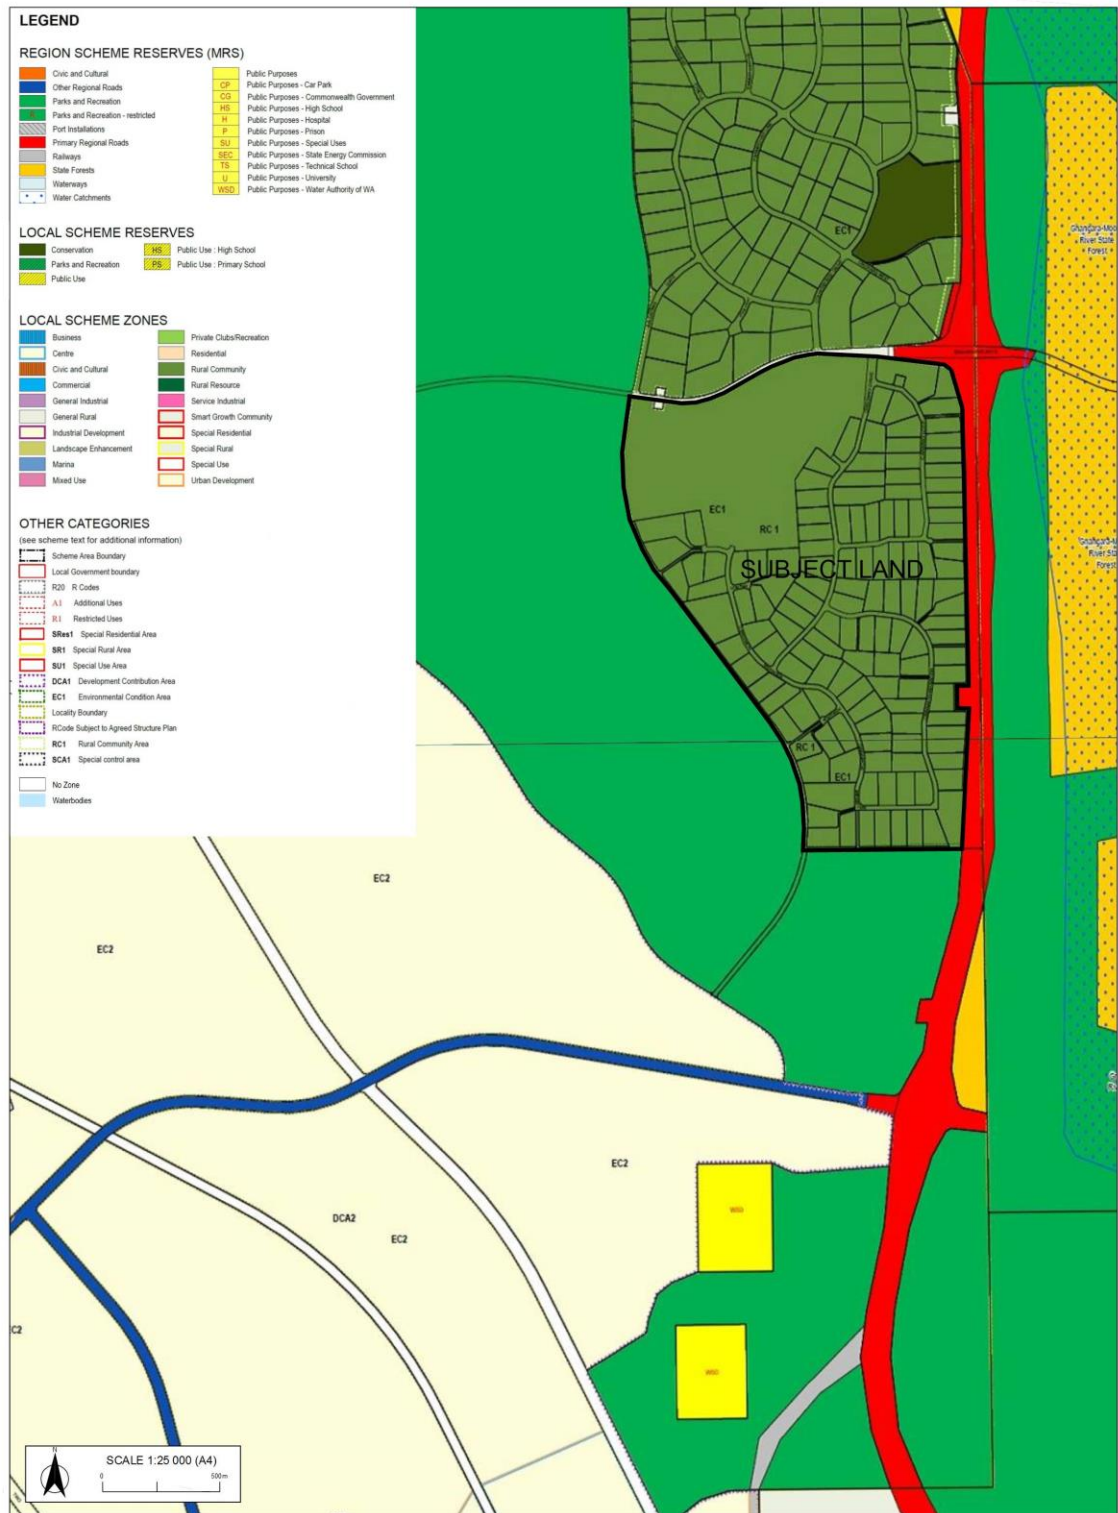 LEGEND
REGION SCHEME RESERVES (MRS)
Civic and Cultural
Other Regional Roads
Parks and Recreation
R Parks and Recreation - restricted
Port Installations
Primary Regional Roads
Railways
State Forests
Waterways
Water Catchments
Public Purposes
CP Public Purposes - Car Park
CG Public Purposes - Commonwealth Government
HS Public Purposes - High School
H Public Purposes - Hospital
P Public Purposes - Prison
SU Public Purposes - Special Uses
SEC Public Purposes - State Energy Commission
TS Public Purposes - Technical School
U Public Purposes - University
WSD Public Purposes - Water Authority of WA
LOCAL SCHEME RESERVES
Conservation
Parks and Recreation
Public Use
HS Public Use : High School
PS Public Use : Primary School
LOCAL SCHEME ZONES
Business
Centre
Civic and Cultural
Commercial
General Industrial
General Rural
Industrial Development
Landscape Enhancement
Marina
Mixed Use
Private Clubs/Recreation
Residential
Rural Community
Rural Resource
Service Industrial
Smart Growth Community
Special Residential
Special Rural
Special Use
Urban Development
OTHER CATEGORIES
(see scheme text for additional information)
Scheme Area Boundary
Local Government boundary
R20 R Codes
A1 Additional Uses
R1 Restricted Uses
SRes1 Special Residential Area
SR1 Special Rural Area
SU1 Special Use Area
DCA1 Development Contribution Area
EC1 Environmental Condition Area
Locality Boundary
RCode Subject to Agreed Structure Plan
RC1 Rural Community Area
SCA1 Special control area
No Zone
Waterbodies
EC1
Gnangara-Moo
River State
Forest
EC1
RC 1
SUBJECT LAND
Gnangara-M
River Sta
Forest
RC 1
EC1
EC2
EC2
EC2
DCA2
EC2
WSD
WSD
C2
N
SCALE 1:25 000 (A4)
0 500m